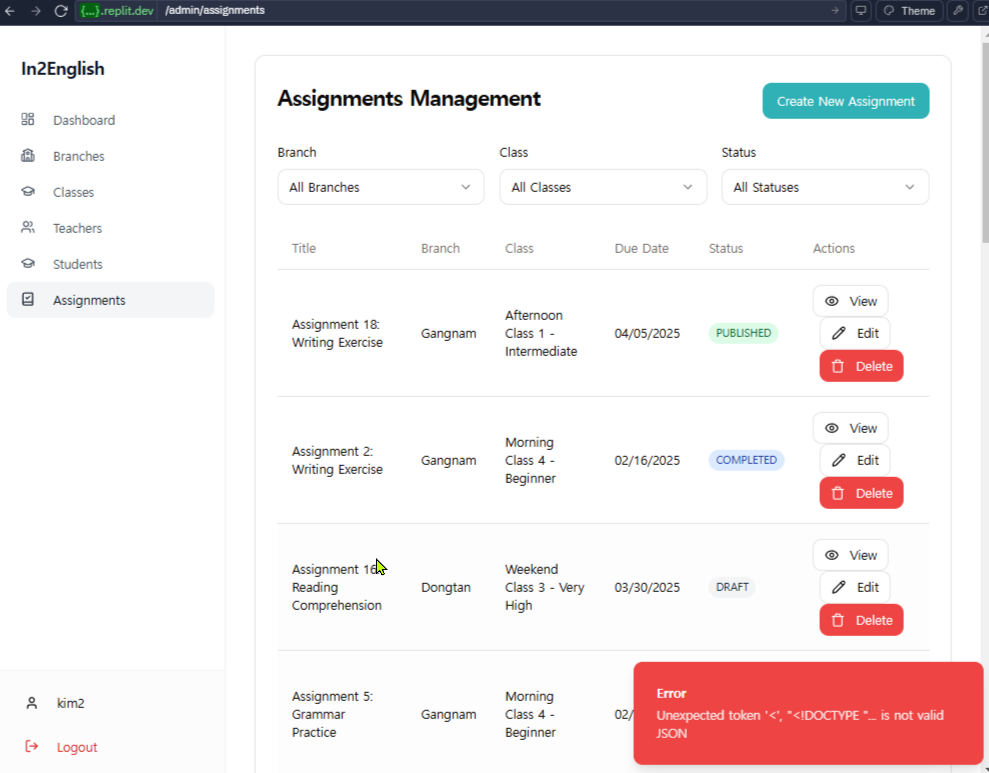 {...}.replit.dev /admin/assignments Theme
In2English
Dashboard
Branches
Classes
Teachers
Students
Assignments
kim2
Logout
Assignments Management
Create New Assignment
Branch Class Status
All Branches All Classes All Statuses
Title Branch Class Due Date Status Actions
Assignment 18:
Writing Exercise
Gangnam
Afternoon
Class 1 -
Intermediate
04/05/2025
PUBLISHED
View
Edit
Delete
Assignment 2:
Writing Exercise
Gangnam
Morning
Class 4 -
Beginner
02/16/2025
COMPLETED
View
Edit
Delete
Assignment 16:
Reading
Comprehension
Dongtan
Weekend
Class 3 - Very
High
03/30/2025
DRAFT
View
Edit
Delete
Assignment 5:
Grammar
Practice
Gangnam
Morning
Class 4 -
Beginner
02/
Error
Unexpected token '<', "<!DOCTYPE "... is not valid
JSON